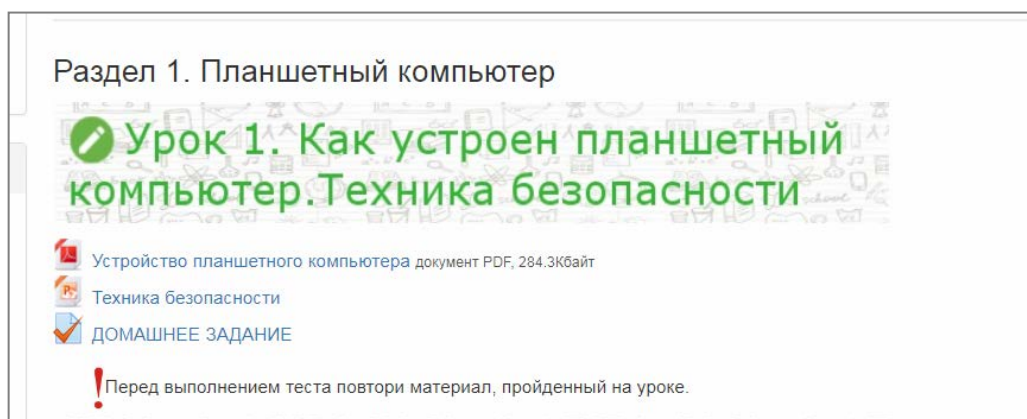 Раздел 1. Планшетный компьютер
Урок 1. Как устроен планшетный
компьютер.Техника безопасности
Устройство планшетного компьютера документ PDF, 284.3Кбайт
Техника безопасности
ДОМАШНЕЕ ЗАДАНИЕ
Перед выполнением теста повтори материал, пройденный на уроке.